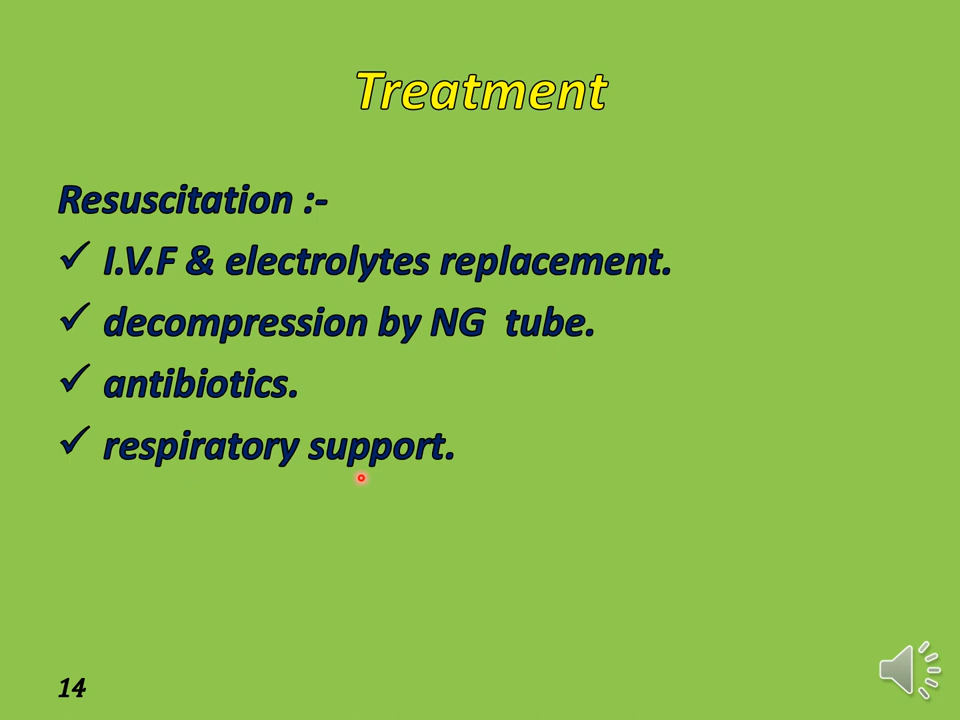 Treatment
Resuscitation :-
✓ I.V.F & electrolytes replacement.
✓ decompression by NG tube.
✓ antibiotics.
✓ respiratory support.
14